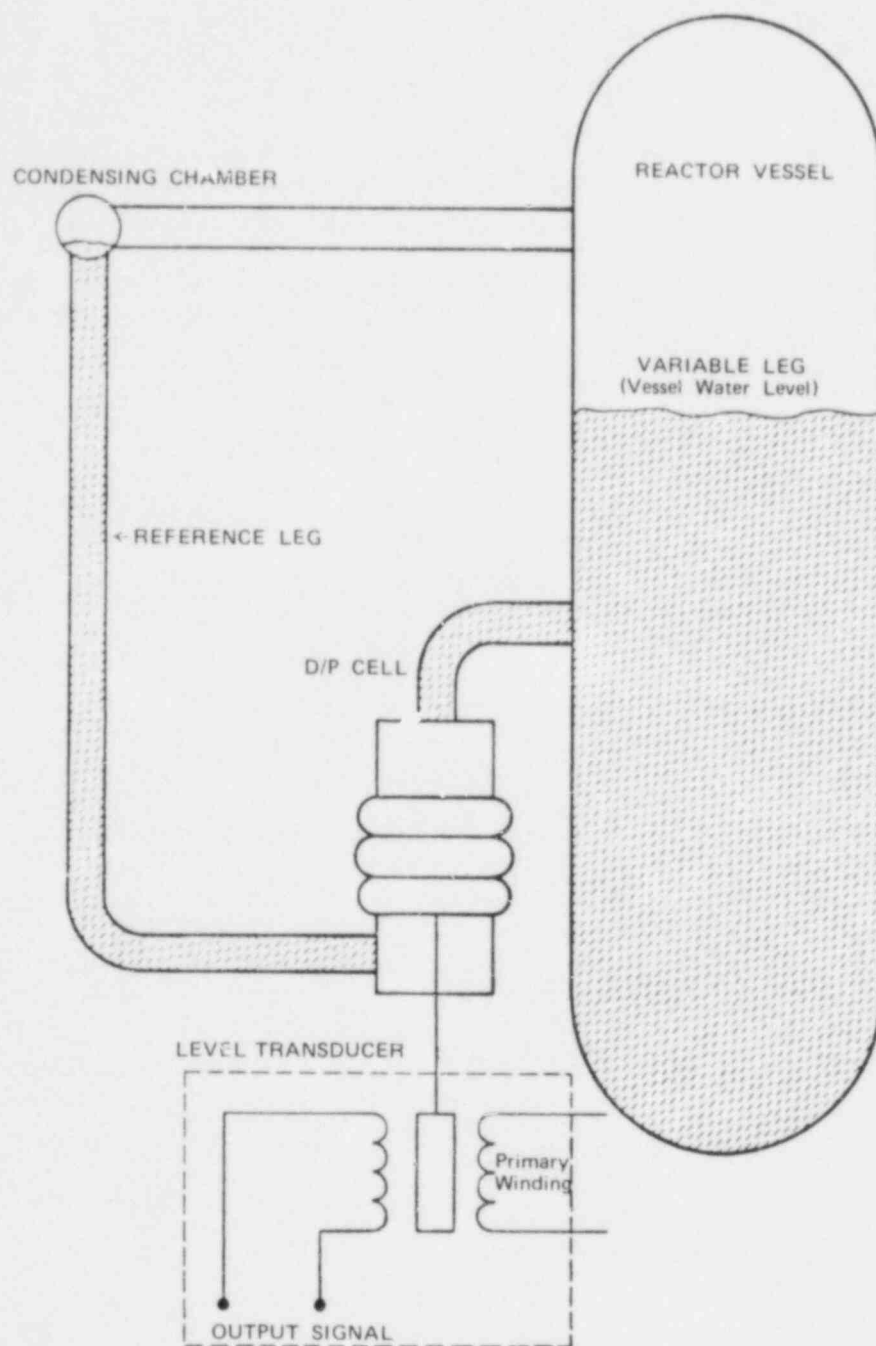 CONDENSING CHAMBER
REACTOR VESSEL
VARIABLE LEG
(Vessel Water Level)
←REFERENCE LEG
D/P CELL
LEVEL TRANSDUCER
Primary
Winding
OUTPUT SIGNAL